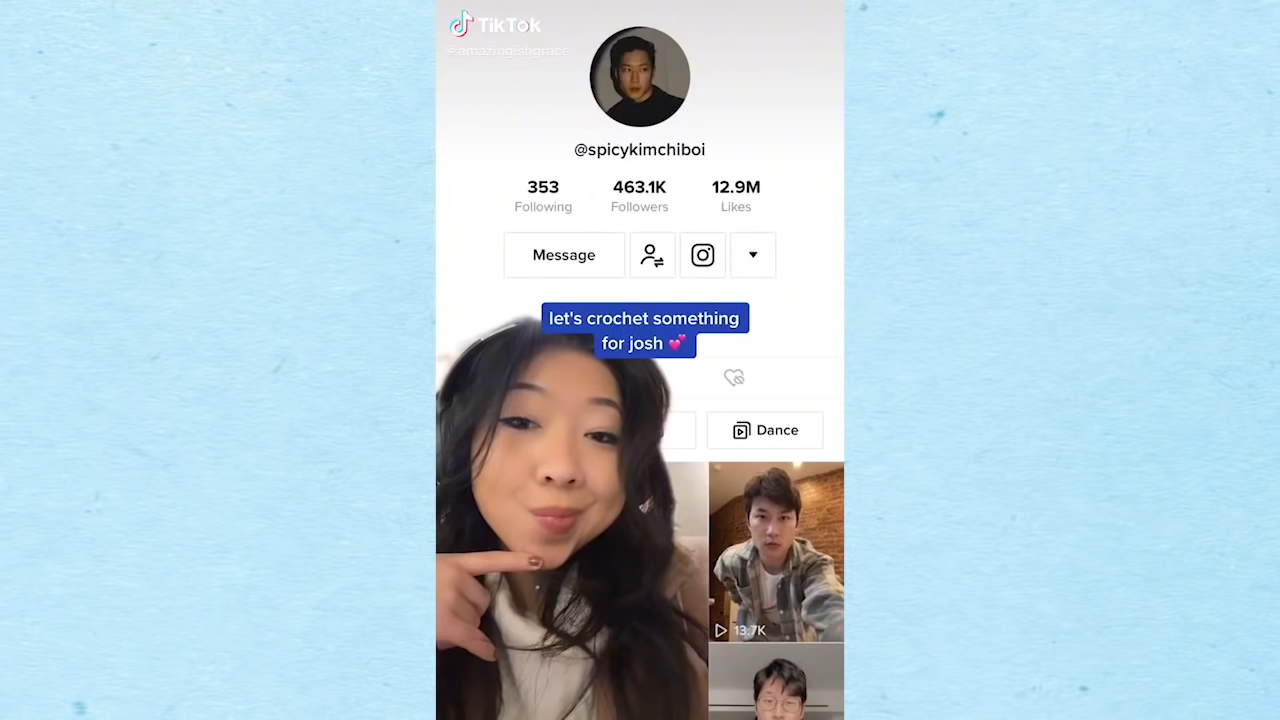 TikTok
@amazingishgrace
@spicykimchiboi
353
463.1K
12.9M
Following
Followers
Likes
Message
let's crochet something
for josh 💕
Dance
13.7K